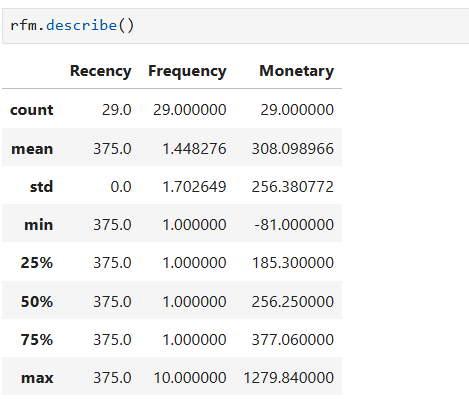 rfm.describe()
Recency Frequency Monetary
count 29.0 29.000000 29.000000
mean 375.0 1.448276 308.098966
std 0.0 1.702649 256.380772
min 375.0 1.000000 -81.000000
25% 375.0 1.000000 185.300000
50% 375.0 1.000000 256.250000
75% 375.0 1.000000 377.060000
max 375.0 10.000000 1279.840000